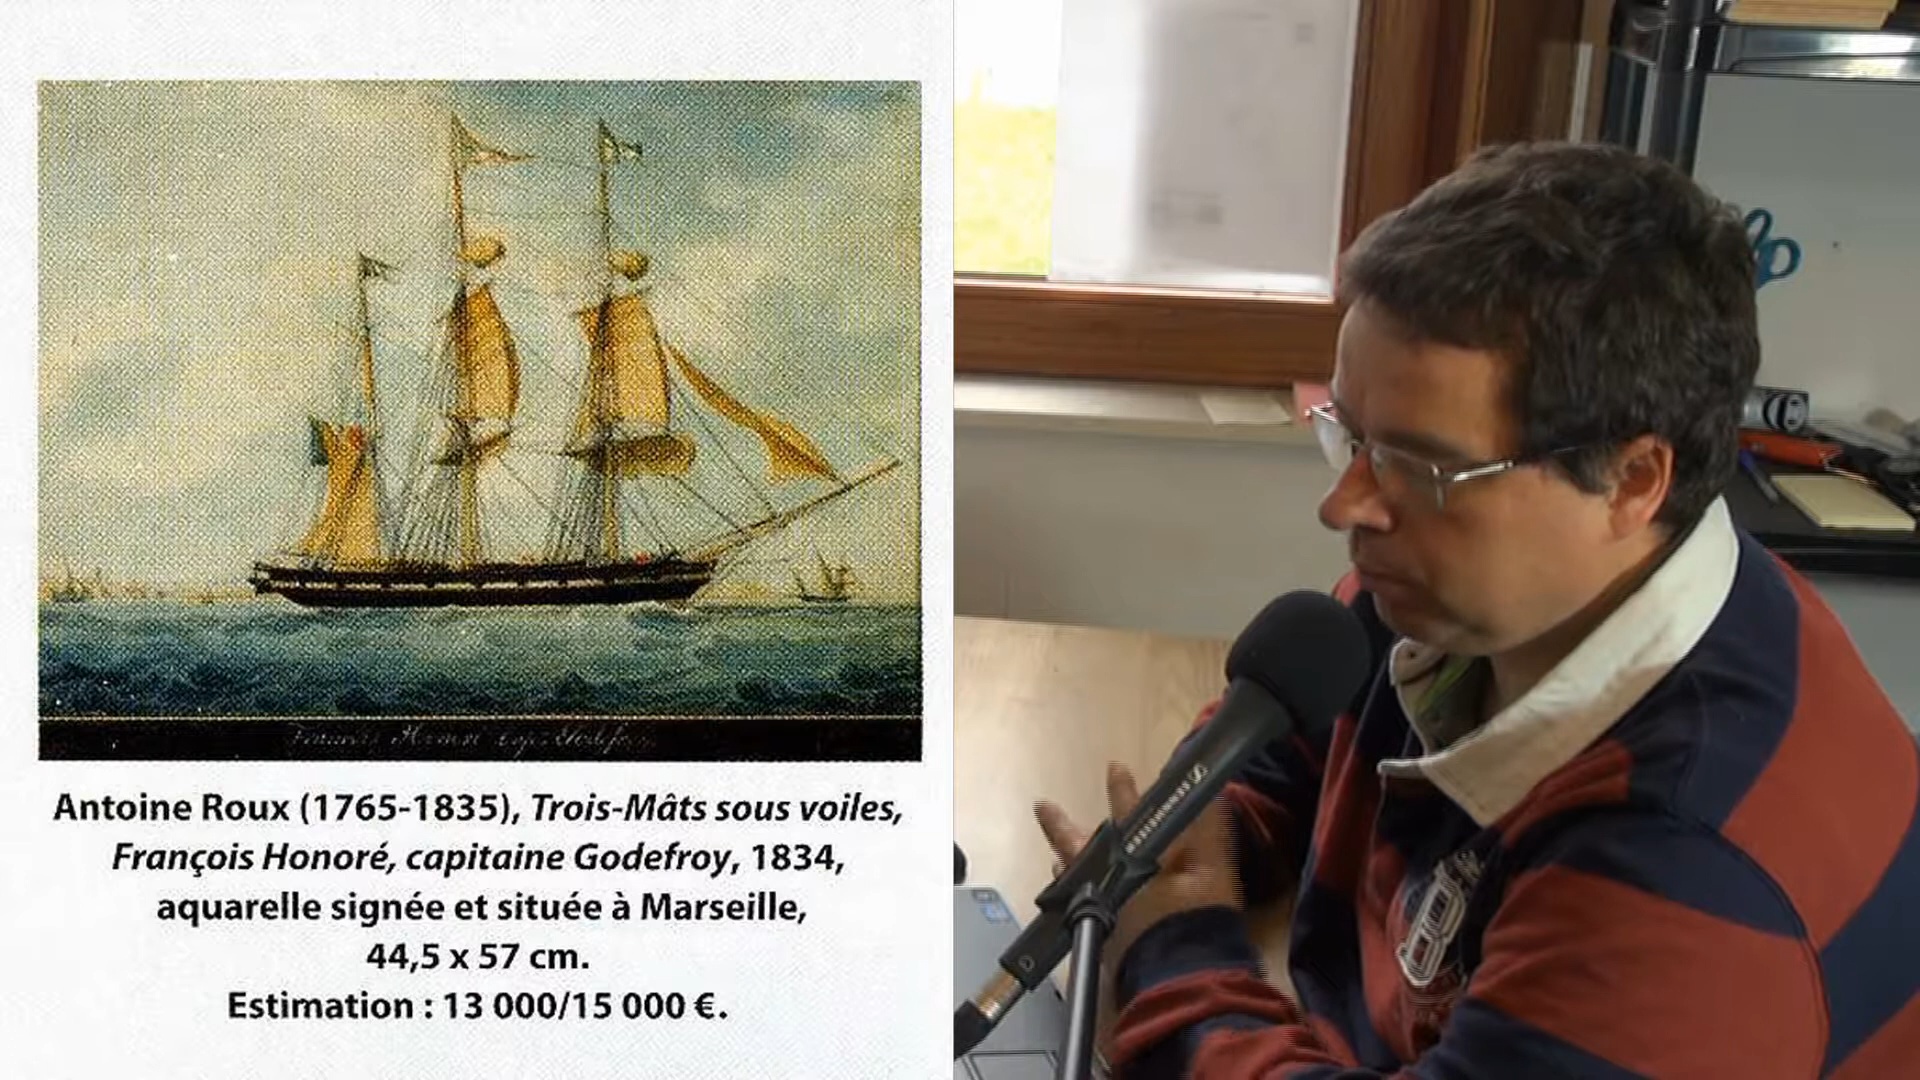 Antoine Roux (1765-1835), Trois-Mâts sous voiles,
François Honoré, capitaine Godefroy, 1834,
aquarelle signée et située à Marseille,
44,5 x 57 cm.
Estimation : 13 000/15 000 €.
SENNHEISER